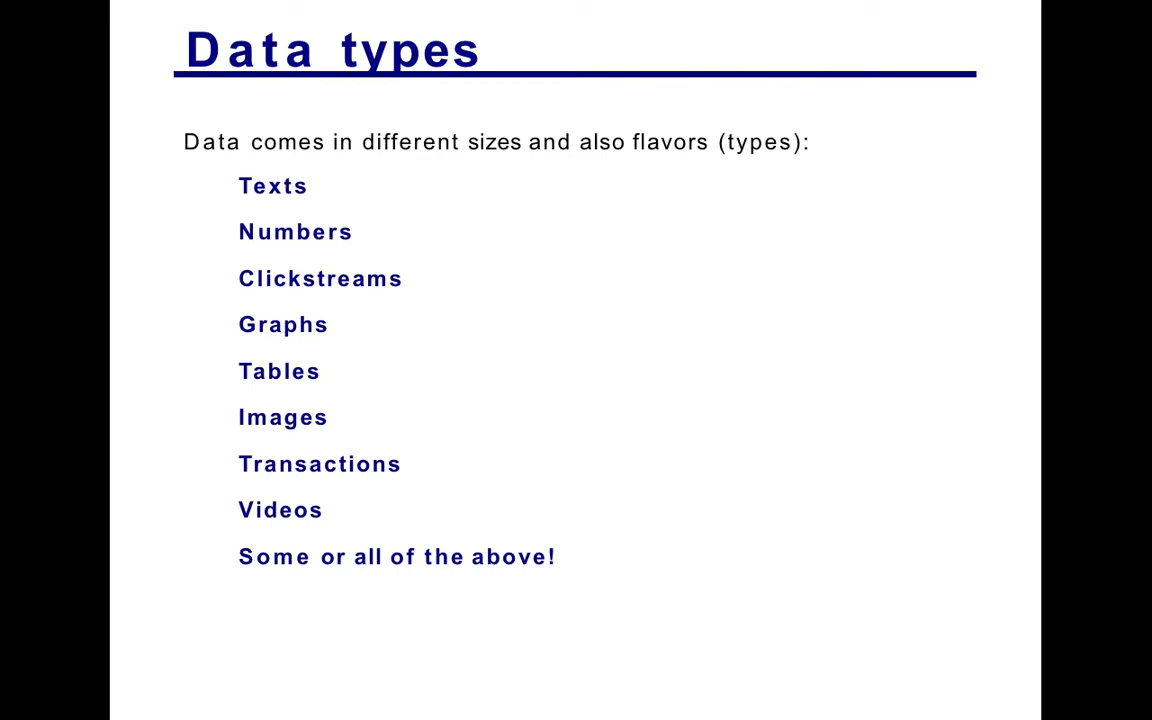 Data types
Data comes in different sizes and also flavors (types):
Texts
Numbers
Clickstreams
Graphs
Tables
Images
Transactions
Videos
Some or all of the above!